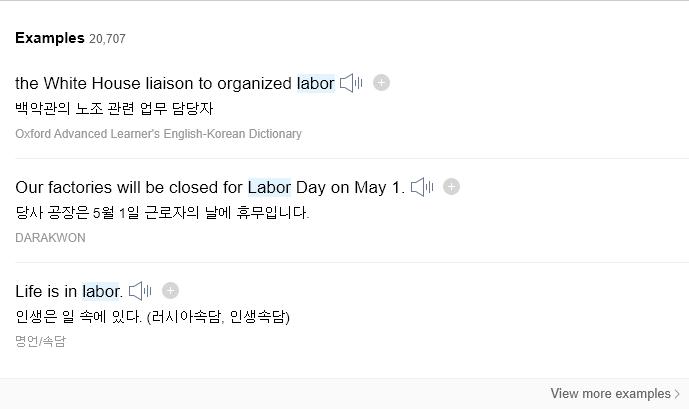 Examples 20,707
the White House liaison to organized labor
백악관의 노조 관련 업무 담당자
Oxford Advanced Learner's English-Korean Dictionary
Our factories will be closed for Labor Day on May 1.
당사 공장은 5월 1일 근로자의 날에 휴무입니다.
DARAKWON
Life is in labor.
인생은 일 속에 있다. (러시아속담, 인생속담)
명언/속담
View more examples